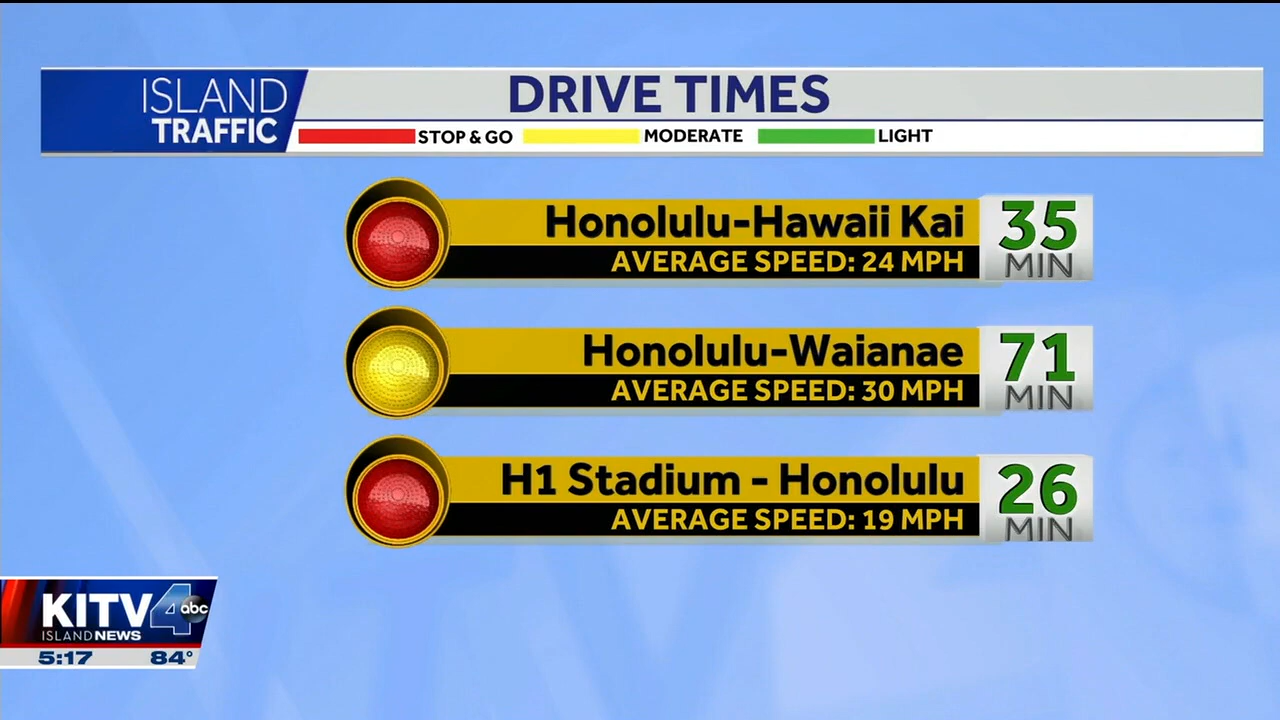 ISLAND
TRAFFIC
DRIVE TIMES
STOP & GO MODERATE LIGHT
Honolulu-Hawaii Kai
AVERAGE SPEED: 24 MPH
35
MIN
Honolulu-Waianae
AVERAGE SPEED: 30 MPH
71
MIN
H1 Stadium - Honolulu
AVERAGE SPEED: 19 MPH
26
MIN
KITV4 abc
ISLAND NEWS
5:17 84°